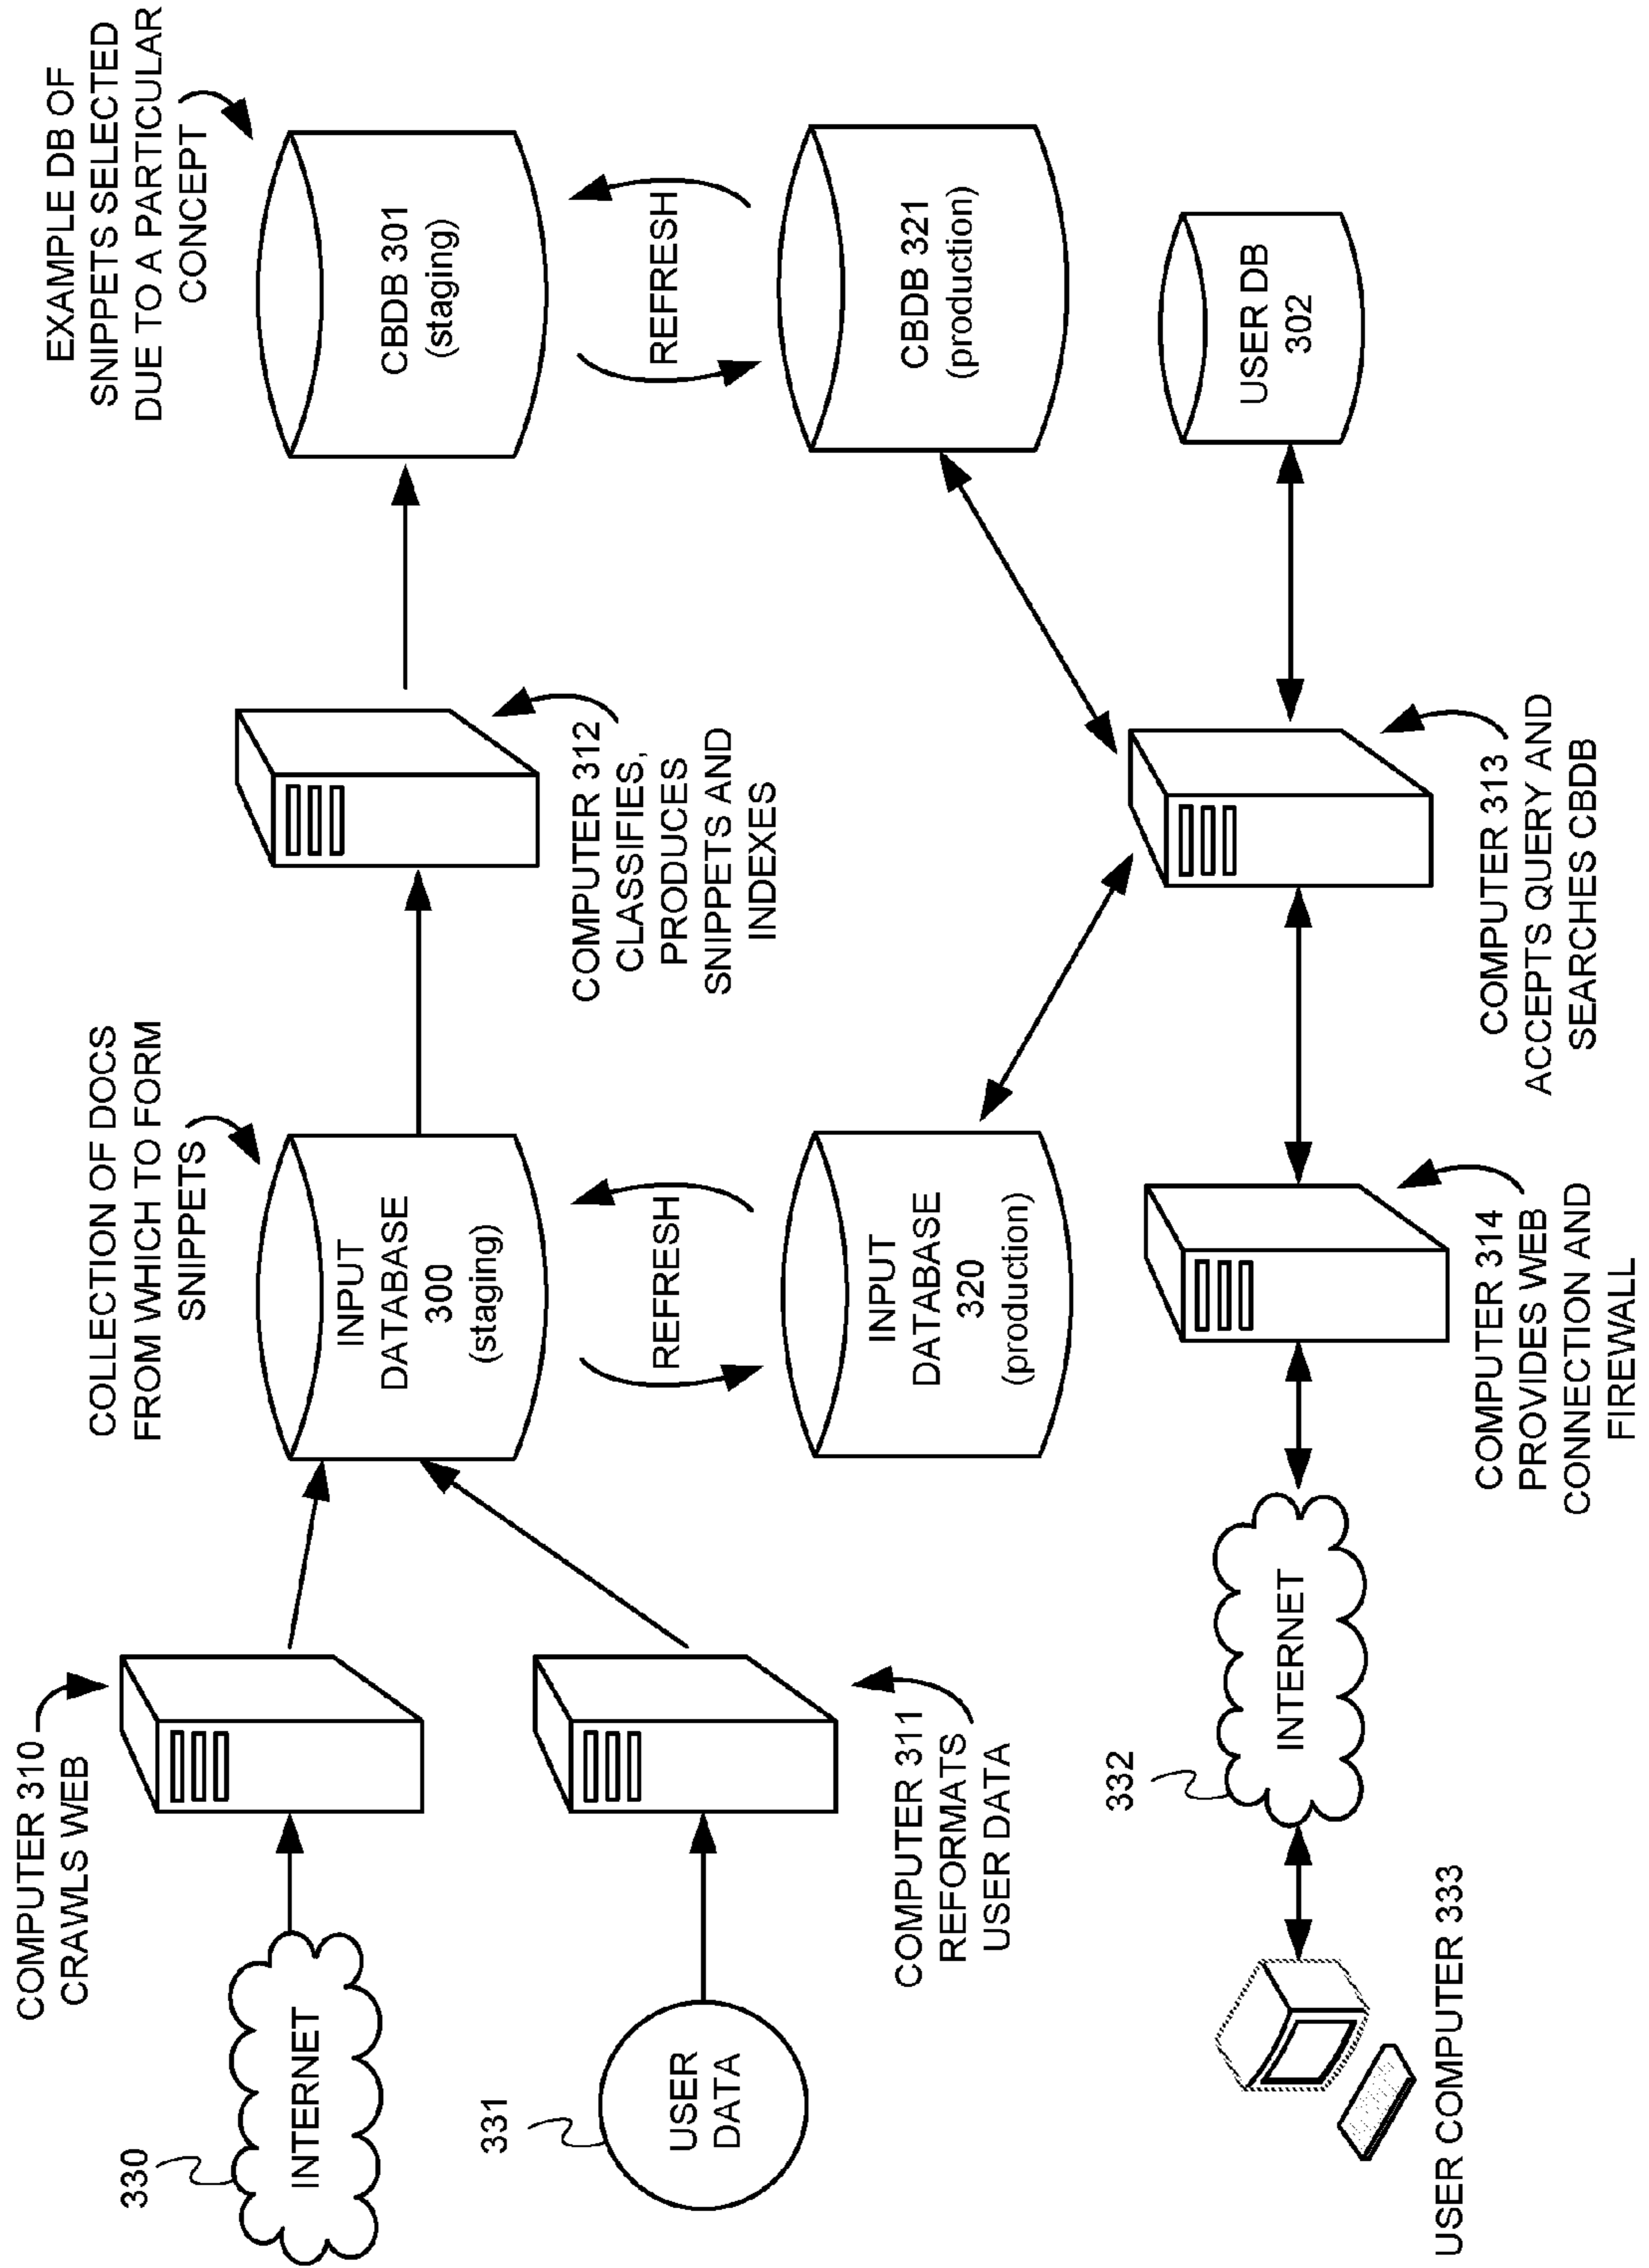 COMPUTER 310
CRAWLS WEB
330
INTERNET
331
USER
DATA
COMPUTER 311
REFORMATS
USER DATA
COLLECTION OF DOCS
FROM WHICH TO FORM
SNIPPETS
INPUT
DATABASE
300
(staging)
REFRESH
INPUT
DATABASE
320
(production)
COMPUTER 312
CLASSIFIES,
PRODUCES
SNIPPETS AND
INDEXES
EXAMPLE DB OF
SNIPPETS SELECTED
DUE TO A PARTICULAR
CONCEPT
CBDB 301
(staging)
REFRESH
CBDB 321
(production)
USER DB
302
USER COMPUTER 333
332
INTERNET
COMPUTER 314
PROVIDES WEB
CONNECTION AND
FIREWALL
COMPUTER 313
ACCEPTS QUERY AND
SEARCHES CBDB